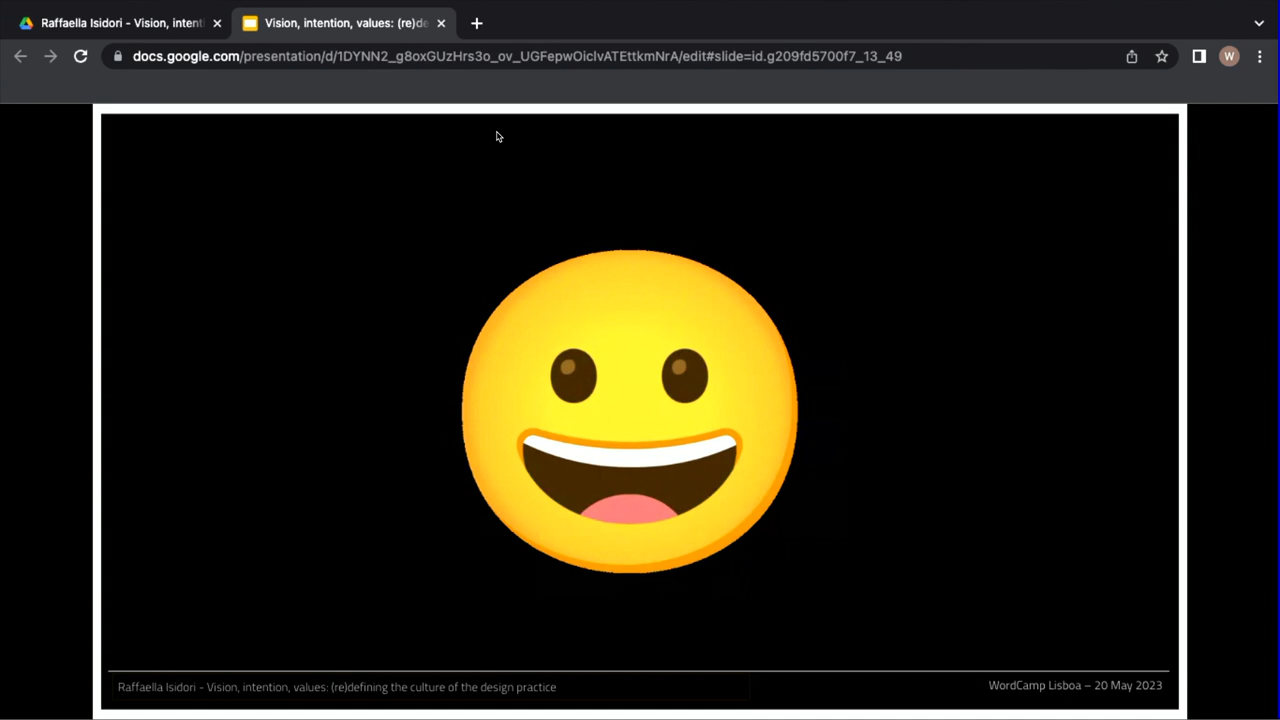 Raffaella Isidori - Vision, intenti
Vision, intention, values: (re)de
docs.google.com/presentation/d/1DYNN2_g8oxGUzHrs3o_ov_UGFepwOiclvATEttkmNrA/edit#slide=id.g209fd5700f7_13_49
W
Raffaella Isidori - Vision, intention, values: (re)defining the culture of the design practice
WordCamp Lisboa – 20 May 2023